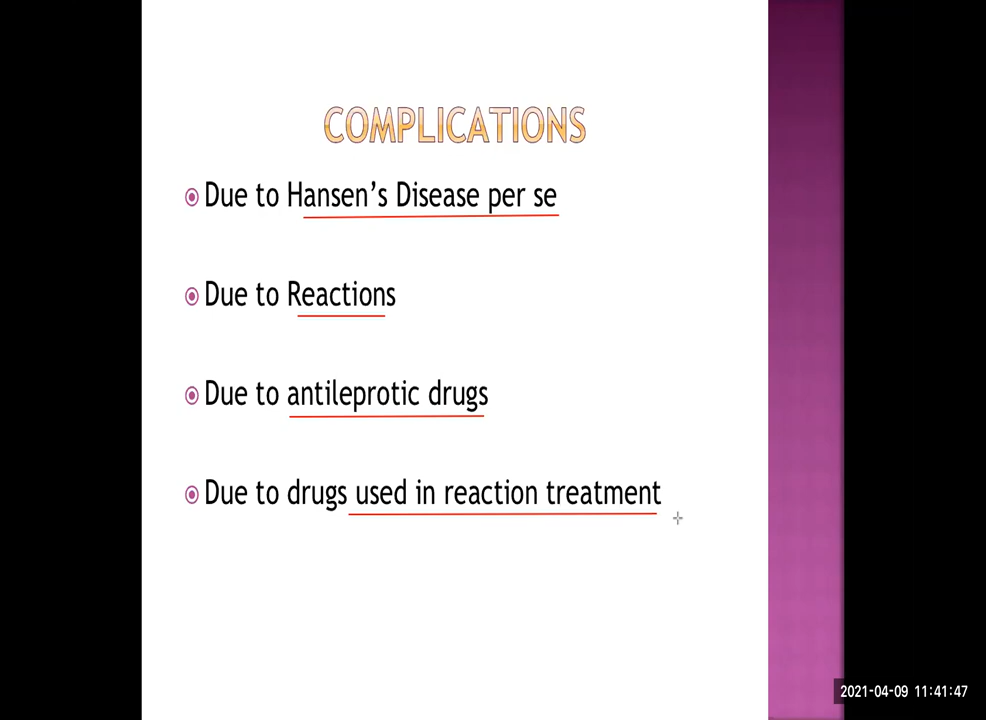 COMPLICATIONS
Due to Hansen’s Disease per se
Due to Reactions
Due to antileprotic drugs
Due to drugs used in reaction treatment
2021-04-09 11:41:47